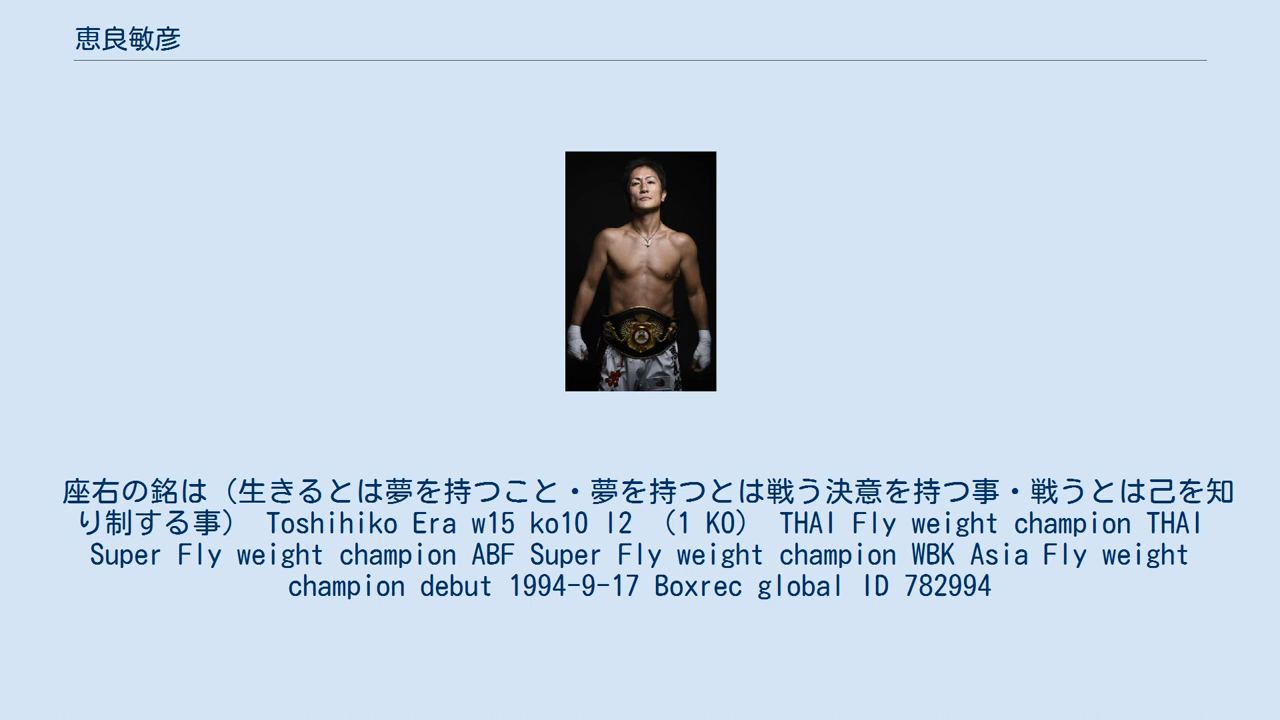 恵良敏彦
座右の銘は（生きるとは夢を持つこと・夢を持つとは戦う決意を持つ事・戦うとは己を知
り制する事） Toshihiko Era w15 ko10 l2 （1 KO） THAI Fly weight champion THAI
Super Fly weight champion ABF Super Fly weight champion WBK Asia Fly weight
champion debut 1994-9-17 Boxrec global ID 782994